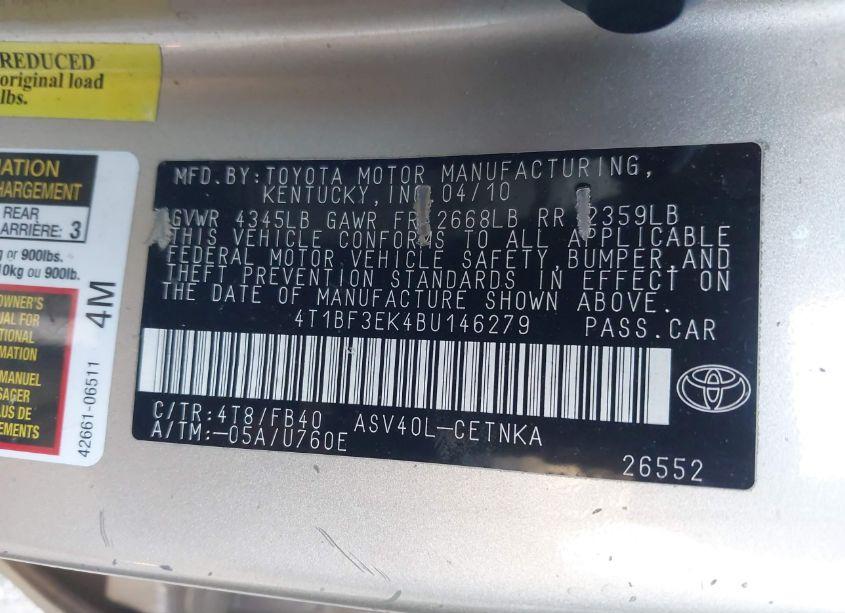 REDUCED
original load
lbs.
MATION
CHARGEMENT
REAR
ARRIÈRE: 3
or 900lbs.
10kg ou 900lb.
OWNER'S
UAL FOR
TIONAL
RMATION
MANUEL
SAGER
LUS DE
EMENTS
4M
42661-06511
MFD.BY:TOYOTA MOTOR MANUFACTURING,
KENTUCKY,INC 04/10
GVWR 4345LB GAWR FR 2668LB RR 2359LB
THIS VEHICLE CONFORMS TO ALL APPLICABLE
FEDERAL MOTOR VEHICLE SAFETY,BUMPER,AND
THEFT PREVENTION STANDARDS IN EFFECT ON
THE DATE OF MANUFACTURE SHOWN ABOVE.
4T1BF3EK4BU146279 PASS.CAR
C/TR:4T8/FB40 ASV40L-CETNKA
A/TM:-05A/U760E
26552